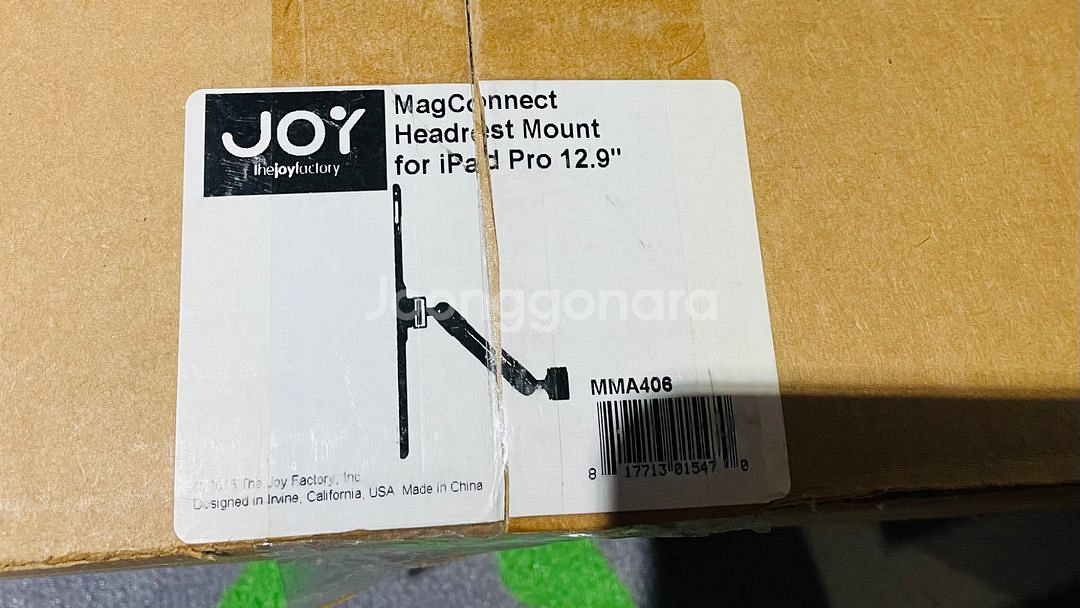 JOY
thejoyfactory
MagConnect
Headrest Mount
for iPad Pro 12.9"
Joonggonara
MMA406
8 17713 01547 0
The Joy Factory, Inc
Designed in Irvine, California, USA Made in China